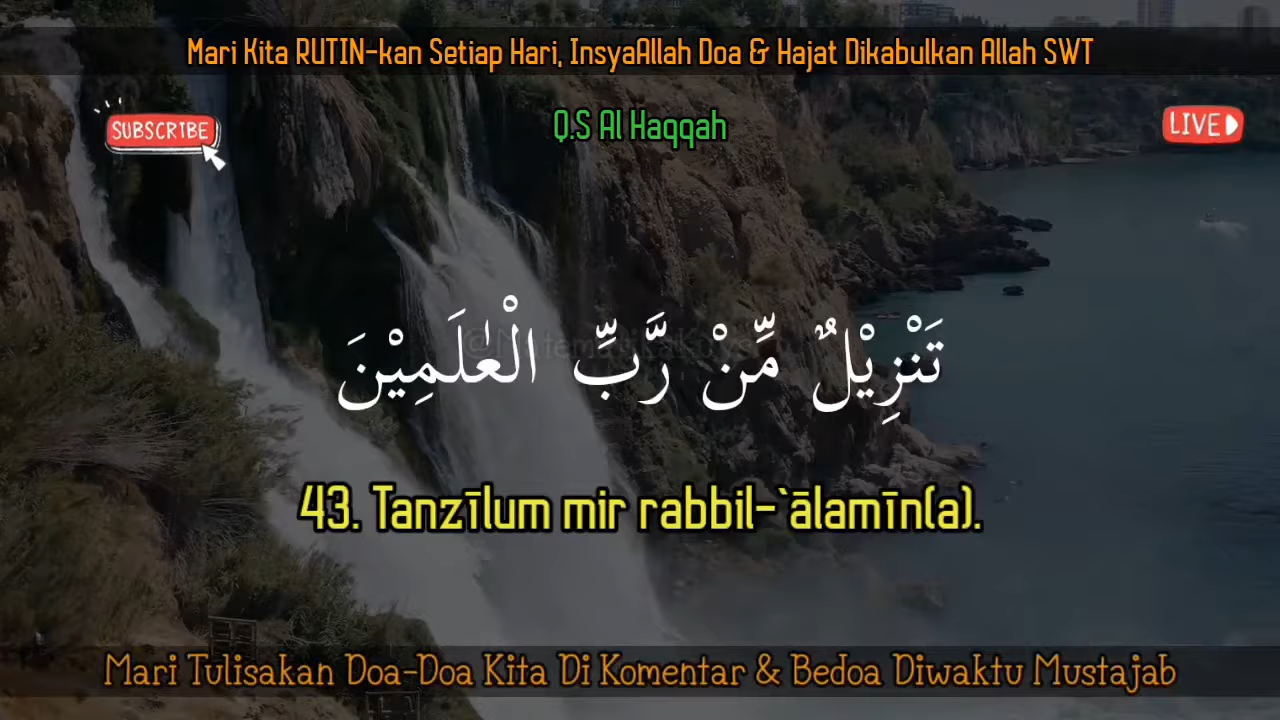 Mari Kita RUTIN-kan Setiap Hari, InsyaAllah Doa & Hajat Dikabulkan Allah SWT
SUBSCRIBE
Q.S Al Haqqah
LIVE
تَنْزِيْلٌ مِّنْ رَّبِّ الْعٰلَمِيْنَ
43. Tanzīlum mir rabbil-`ālamīn(a).
Mari Tulisakan Doa-Doa Kita Di Komentar & Bedoa Diwaktu Mustajab